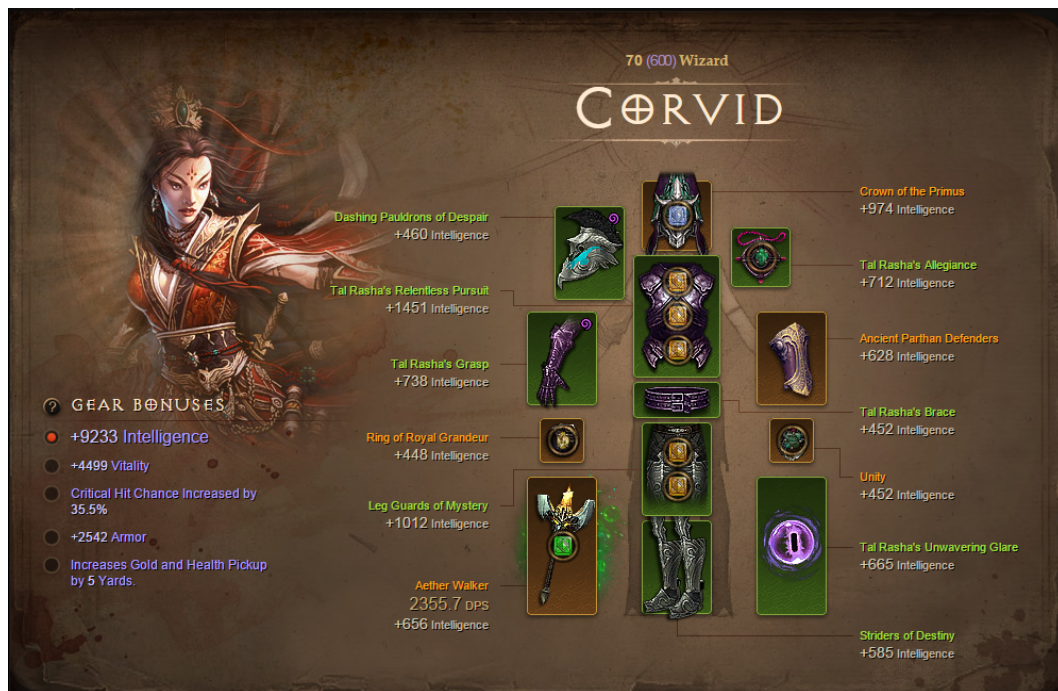 70 (600) Wizard
CORVID
Dashing Pauldrons of Despair
+460 Intelligence
Tal Rasha's Relentless Pursuit
+1451 Intelligence
Tal Rasha's Grasp
+738 Intelligence
Ring of Royal Grandeur
+448 Intelligence
Leg Guards of Mystery
+1012 Intelligence
Aether Walker
2355.7 DPS
+656 Intelligence
Crown of the Primus
+974 Intelligence
Tal Rasha's Allegiance
+712 Intelligence
Ancient Parthan Defenders
+628 Intelligence
Tal Rasha's Brace
+452 Intelligence
Unity
+452 Intelligence
Tal Rasha's Unwavering Glare
+665 Intelligence
Striders of Destiny
+585 Intelligence
? GEAR BONUSES
+9233 Intelligence
+4499 Vitality
Critical Hit Chance Increased by
35.5%
+2542 Armor
Increases Gold and Health Pickup
by 5 Yards.